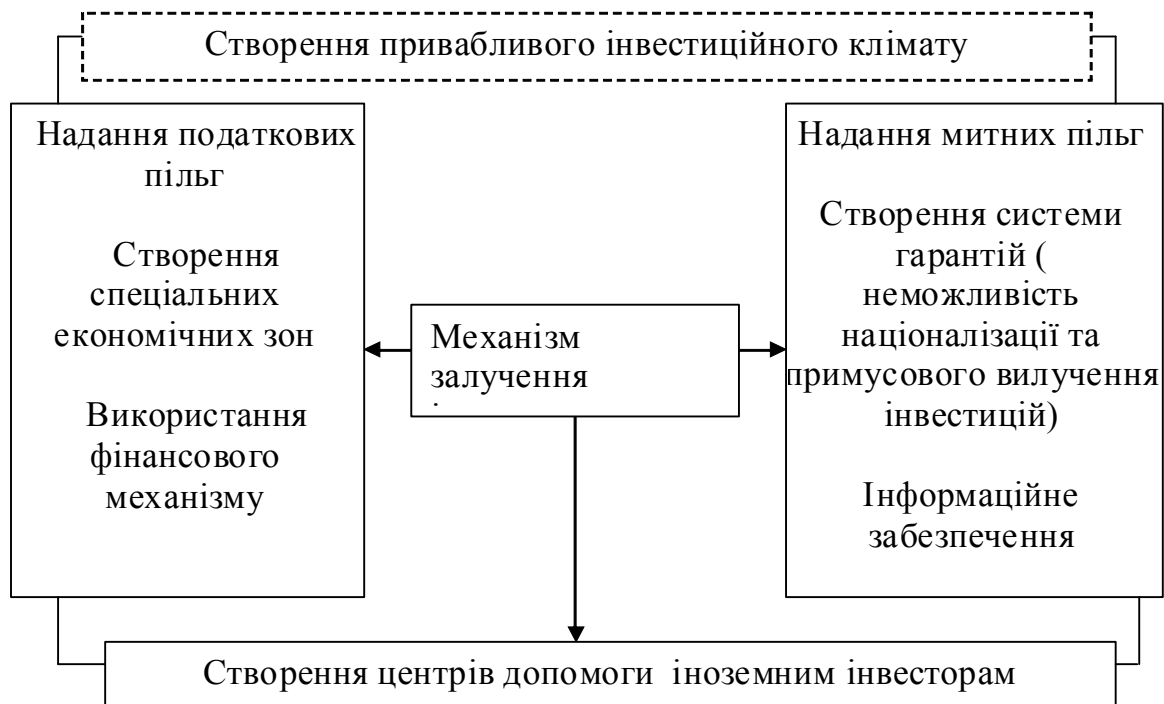 Створення привабливого інвестиційного клімату
Надання податкових
пільг
Створення
спеціальних
економічних зон
Використання
фінансового
механізму
Механізм
залучення
Надання митних пільг
Створення системи
гарантій (
неможливість
націоналізації та
примусового вилучення
інвестицій)
Інформаційне
забезпечення
Створення центрів допомоги іноземним інвесторам